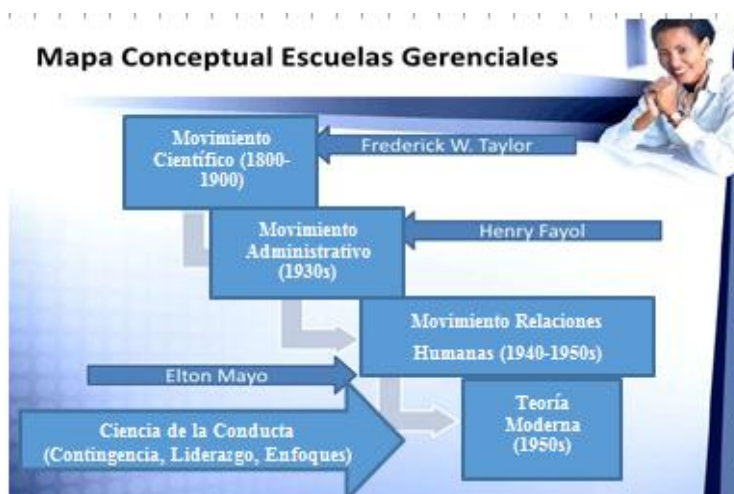 Mapa Conceptual Escuelas Gerenciales
Movimiento
Científico (1800-
1900)
Frederick W. Taylor
Movimiento
Administrativo
(1930s)
Henry Fayol
Movimiento Relaciones
Humanas (1940-1950s)
Elton Mayo
Teoría
Moderna
(1950s)
Ciencia de la Conducta
(Contingencia, Liderazgo, Enfoques)